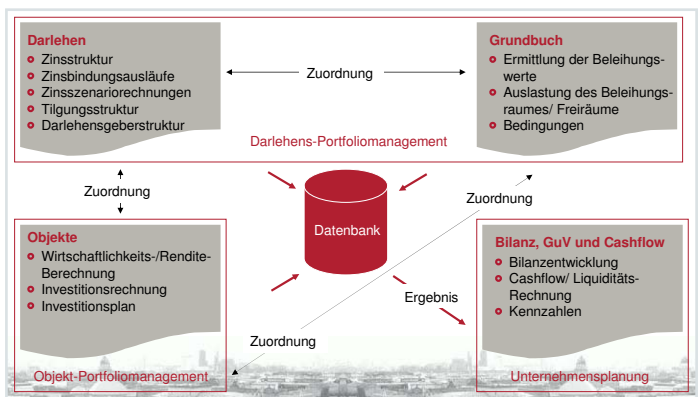 Darlehen
Zinsstruktur
Zinsbindungsausläufe
Zinsszenariorechnungen
Tilgungsstruktur
Darlehensgeberstruktur
Zuordnung
Grundbuch
Ermittlung der Beleihungs-
werte
Auslastung des Beleihungs-
raumes/ Freiräume
Bedingungen
Darlehens-Portfoliomanagement
Zuordnung
Zuordnung
Datenbank
Objekte
Wirtschaftlichkeits-/Rendite-
Berechnung
Investitionsrechnung
Investitionsplan
Ergebnis
Zuordnung
Bilanz, GuV und Cashflow
Bilanzentwicklung
Cashflow/ Liquiditäts-
Rechnung
Kennzahlen
Objekt-Portfoliomanagement
Unternehmensplanung